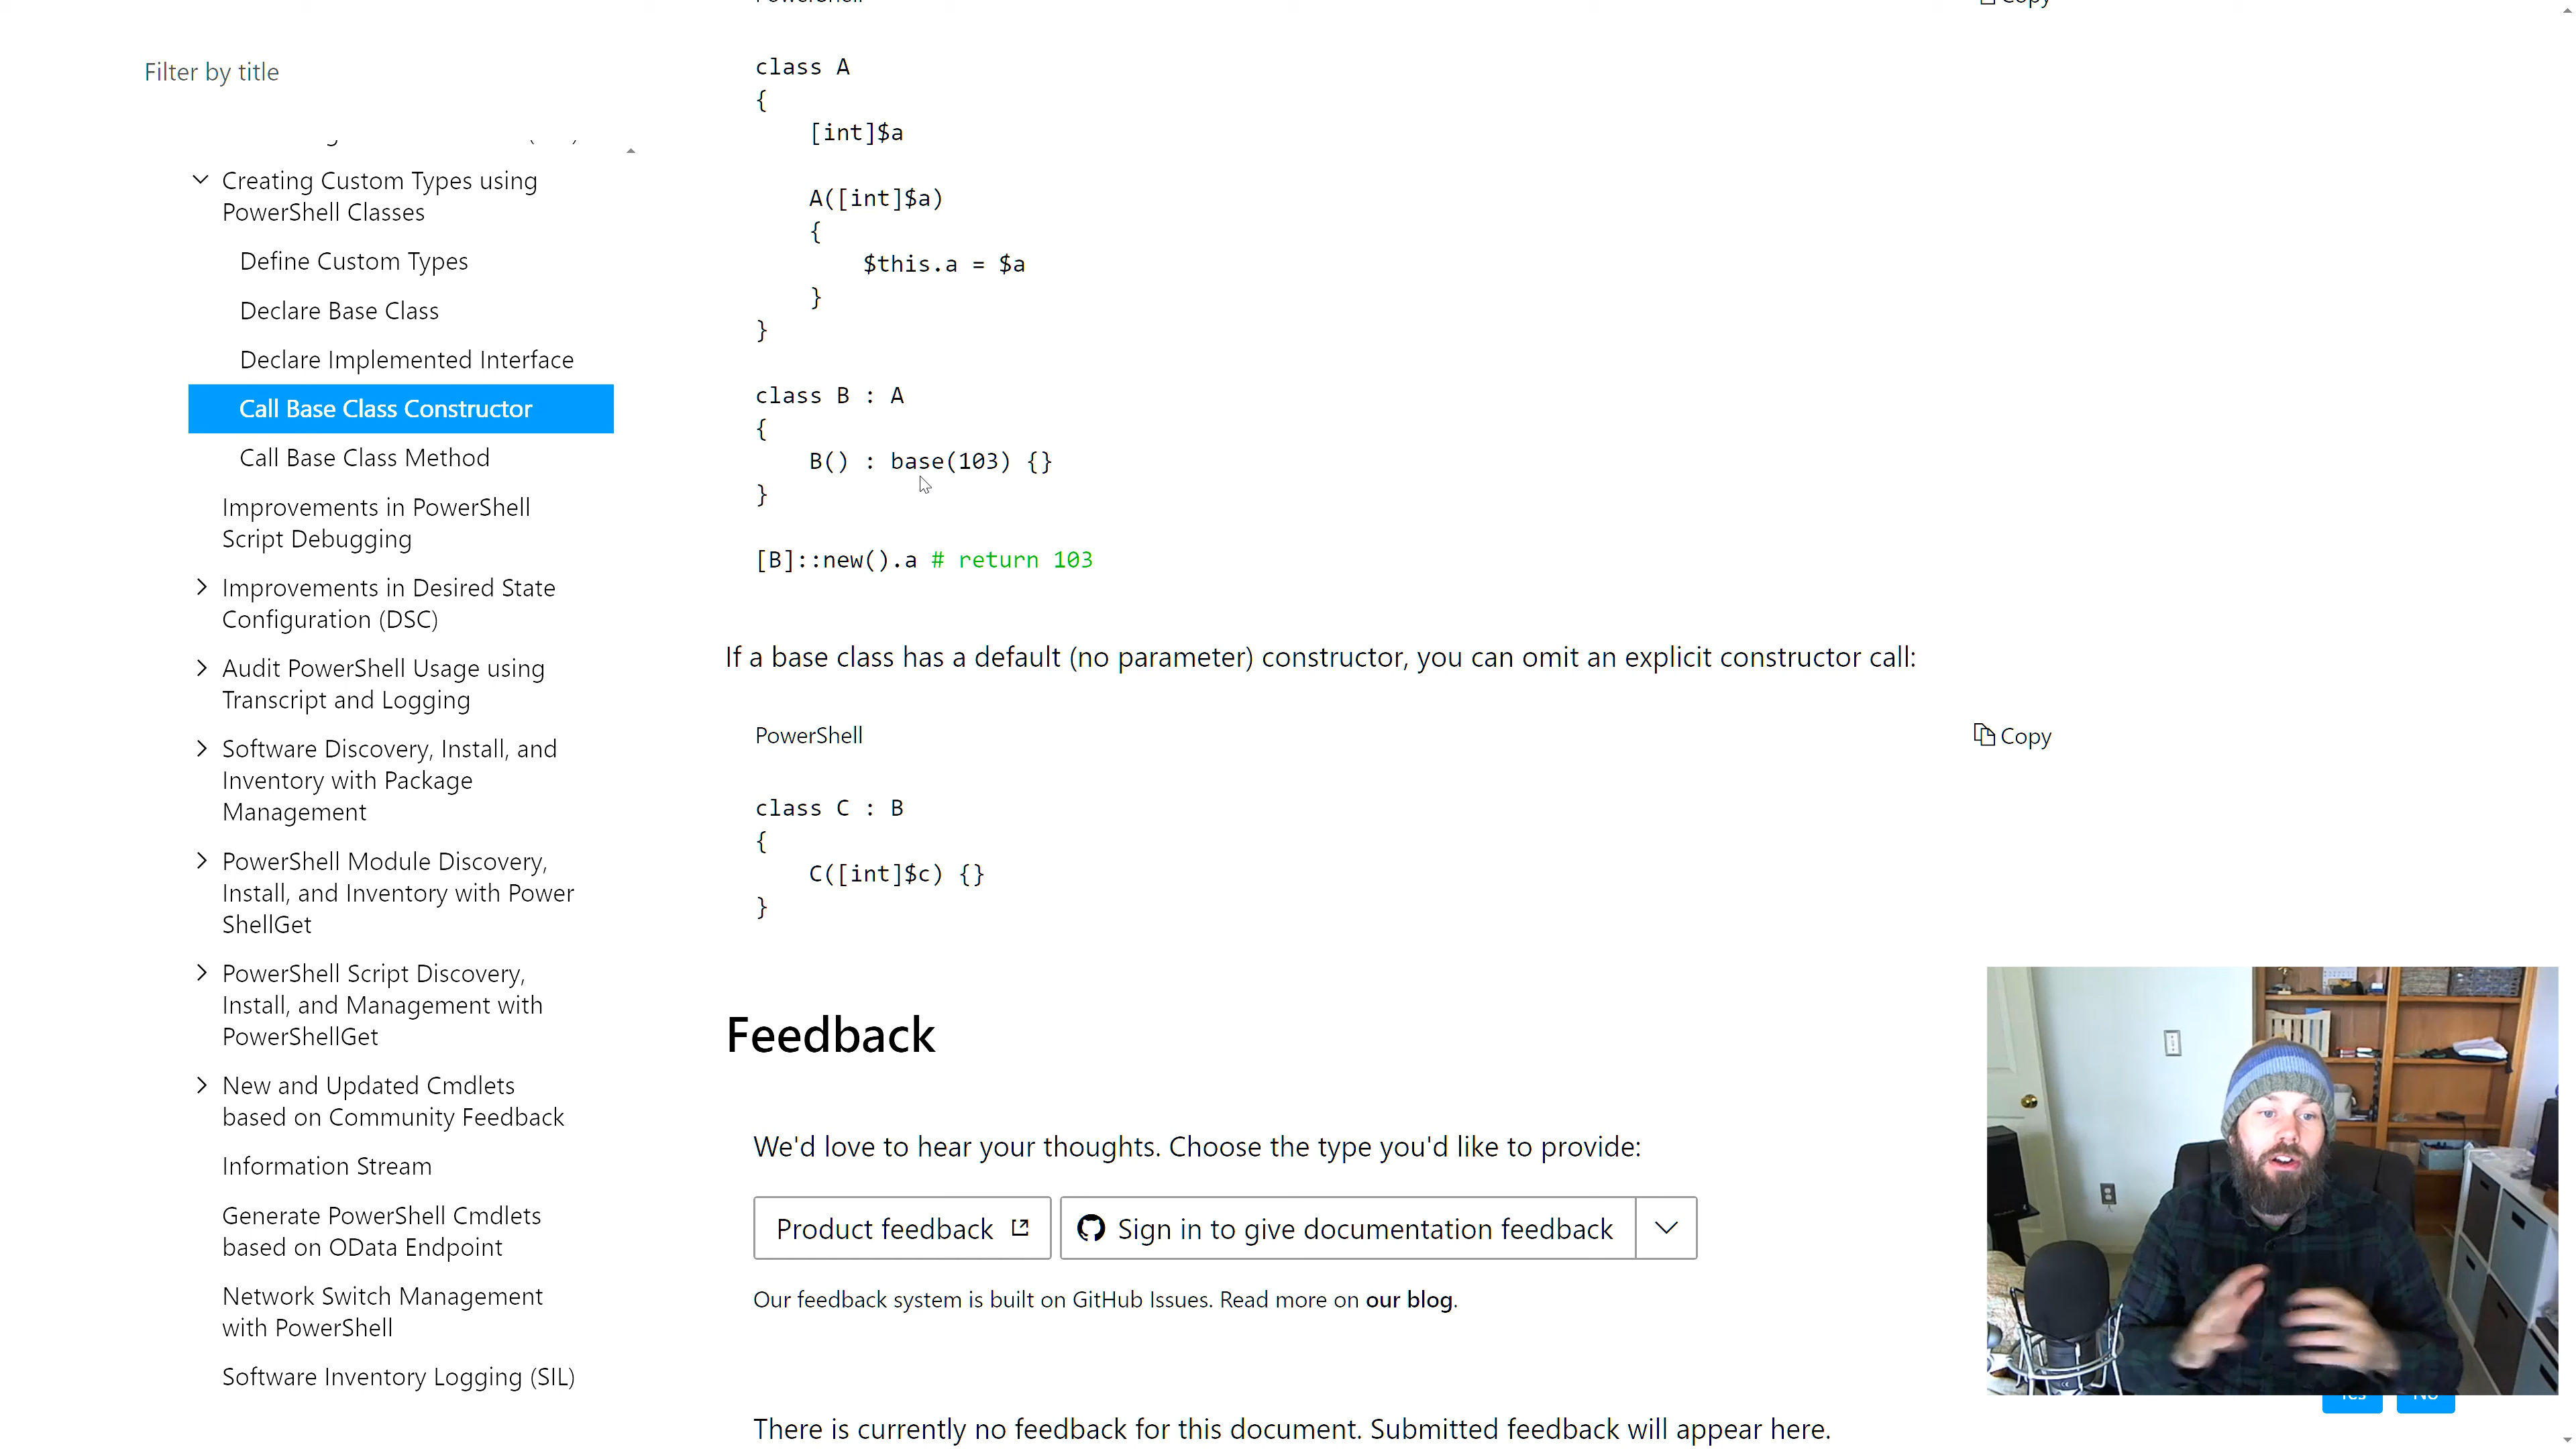 Filter by title
Creating Custom Types using
PowerShell Classes
Define Custom Types
Declare Base Class
Declare Implemented Interface
Call Base Class Constructor
Call Base Class Method
Improvements in PowerShell
Script Debugging
Improvements in Desired State
Configuration (DSC)
Audit PowerShell Usage using
Transcript and Logging
Software Discovery, Install, and
Inventory with Package
Management
PowerShell Module Discovery,
Install, and Inventory with Power
ShellGet
PowerShell Script Discovery,
Install, and Management with
PowerShellGet
New and Updated Cmdlets
based on Community Feedback
Information Stream
Generate PowerShell Cmdlets
based on OData Endpoint
Network Switch Management
with PowerShell
Software Inventory Logging (SIL)
PowerShell
Copy
class A
{
[int]$a
A([int]$a)
{
$this.a = $a
}
}
class B : A
{
B() : base(103) {}
}
[B]::new().a # return 103
If a base class has a default (no parameter) constructor, you can omit an explicit constructor call:
PowerShell
Copy
class C : B
{
C([int]$c) {}
}
Feedback
We'd love to hear your thoughts. Choose the type you'd like to provide:
Product feedback
Sign in to give documentation feedback
Our feedback system is built on GitHub Issues. Read more on our blog.
There is currently no feedback for this document. Submitted feedback will appear here.
Yes
No